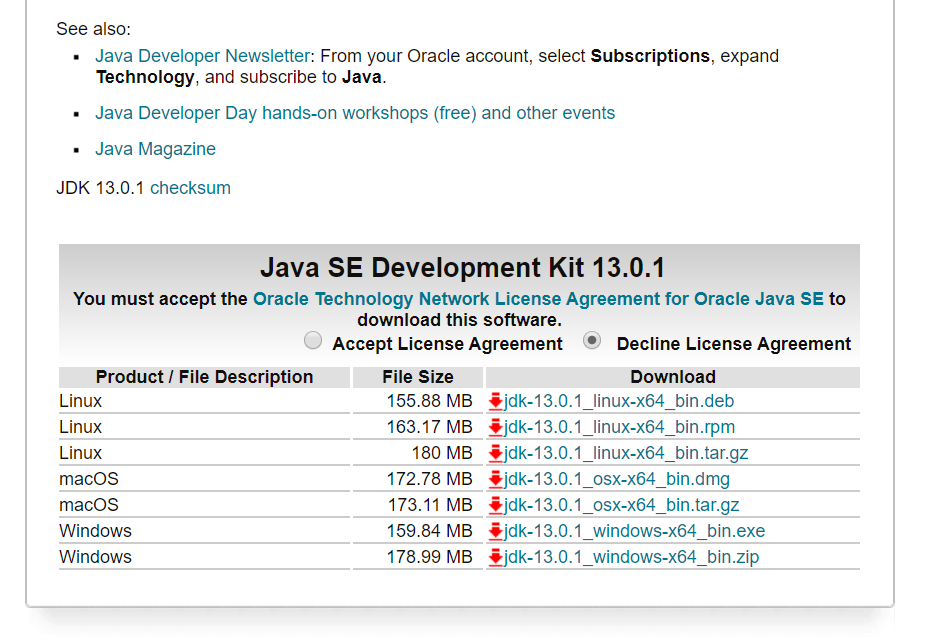 See also:
Java Developer Newsletter: From your Oracle account, select Subscriptions, expand
Technology, and subscribe to Java.
Java Developer Day hands-on workshops (free) and other events
Java Magazine
JDK 13.0.1 checksum
Java SE Development Kit 13.0.1
You must accept the Oracle Technology Network License Agreement for Oracle Java SE to
download this software.
Accept License Agreement Decline License Agreement
Product / File Description File Size Download
Linux 155.88 MB jdk-13.0.1_linux-x64_bin.deb
Linux 163.17 MB jdk-13.0.1_linux-x64_bin.rpm
Linux 180 MB jdk-13.0.1_linux-x64_bin.tar.gz
macOS 172.78 MB jdk-13.0.1_osx-x64_bin.dmg
macOS 173.11 MB jdk-13.0.1_osx-x64_bin.tar.gz
Windows 159.84 MB jdk-13.0.1_windows-x64_bin.exe
Windows 178.99 MB jdk-13.0.1_windows-x64_bin.zip